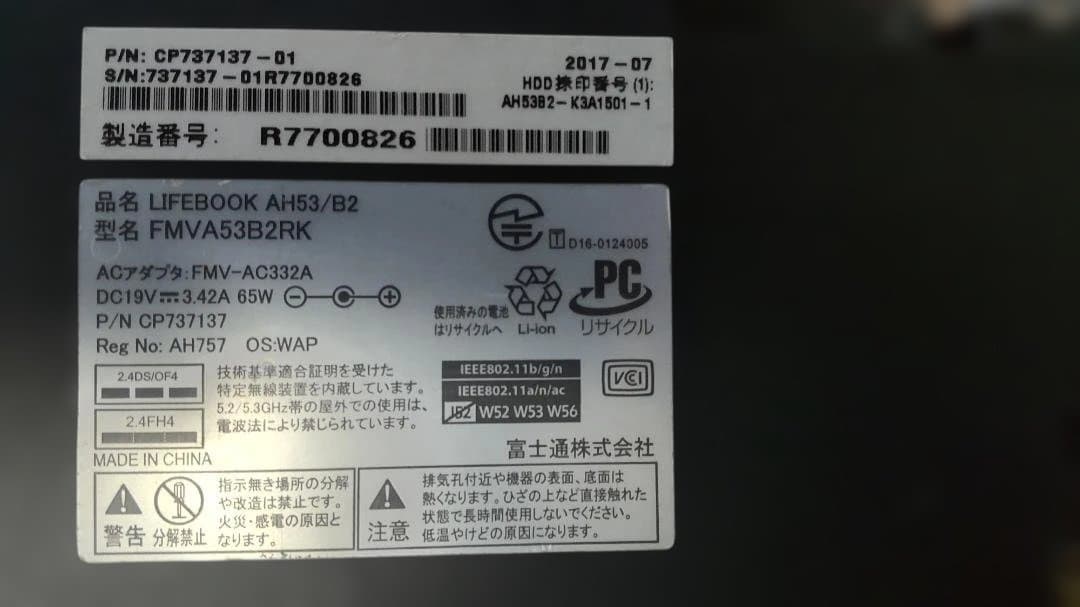 P/N: CP737137-01
S/N:737137-01R7700826
製造番号: R7700826
2017-07
HDD捺印番号(1):
AH53B2-K3A1501-1
品名 LIFEBOOK AH53/B2
型名 FMVA53B2RK
T D16-0124005
ACアダプタ:FMV-AC332A
DC19V 3.42A 65W
P/N CP737137
Reg No: AH757 OS:WAP
使用済みの電池
はリサイクルへ
Li-ion
PC
リサイクル
2.4DS/OF4
2.4FH4
技術基準適合証明を受けた
特定無線装置を内蔵しています。
5.2/5.3GHz帯の屋外での使用は、
電波法により禁じられています。
IEEE802.11b/g/n
IEEE802.11a/n/ac
J52 W52 W53 W56
VCI
富士通株式会社
MADE IN CHINA
警告
分解禁止
指示無き場所の分解
や改造は禁止です。
火災・感電の原因と
なります。
注意
排気孔付近や機器の表面、底面は
熱くなります。ひざの上など直接触れた
状態で長時間使用しないでください。
低温やけどの原因になります。